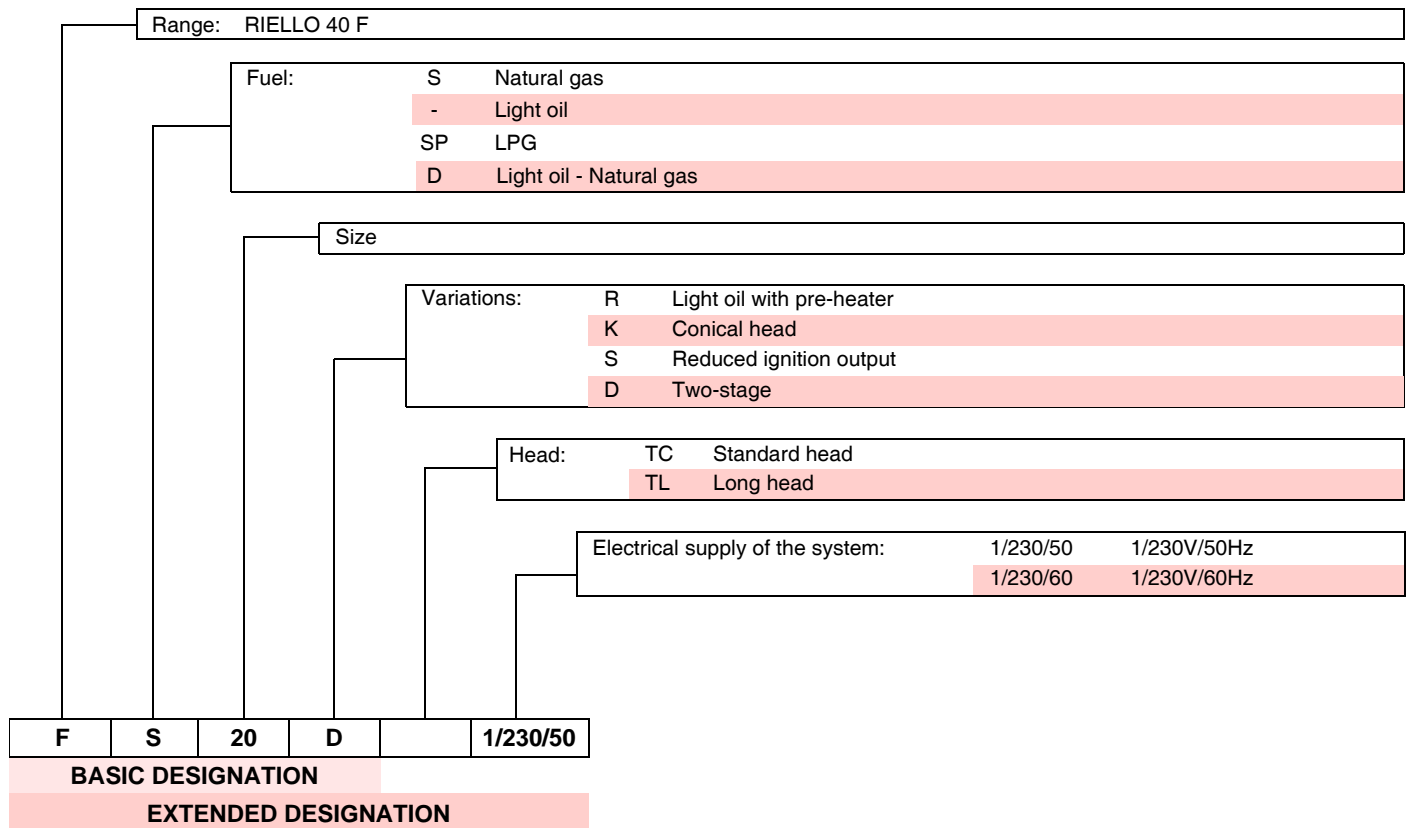 Range: RIELLO 40 F
Fuel: S Natural gas
- Light oil
SP LPG
D Light oil - Natural gas
Size
Variations: R Light oil with pre-heater
K Conical head
S Reduced ignition output
D Two-stage
Head: TC Standard head
TL Long head
Electrical supply of the system: 1/230/50 1/230V/50Hz
1/230/60 1/230V/60Hz
F S 20 D 1/230/50
BASIC DESIGNATION
EXTENDED DESIGNATION